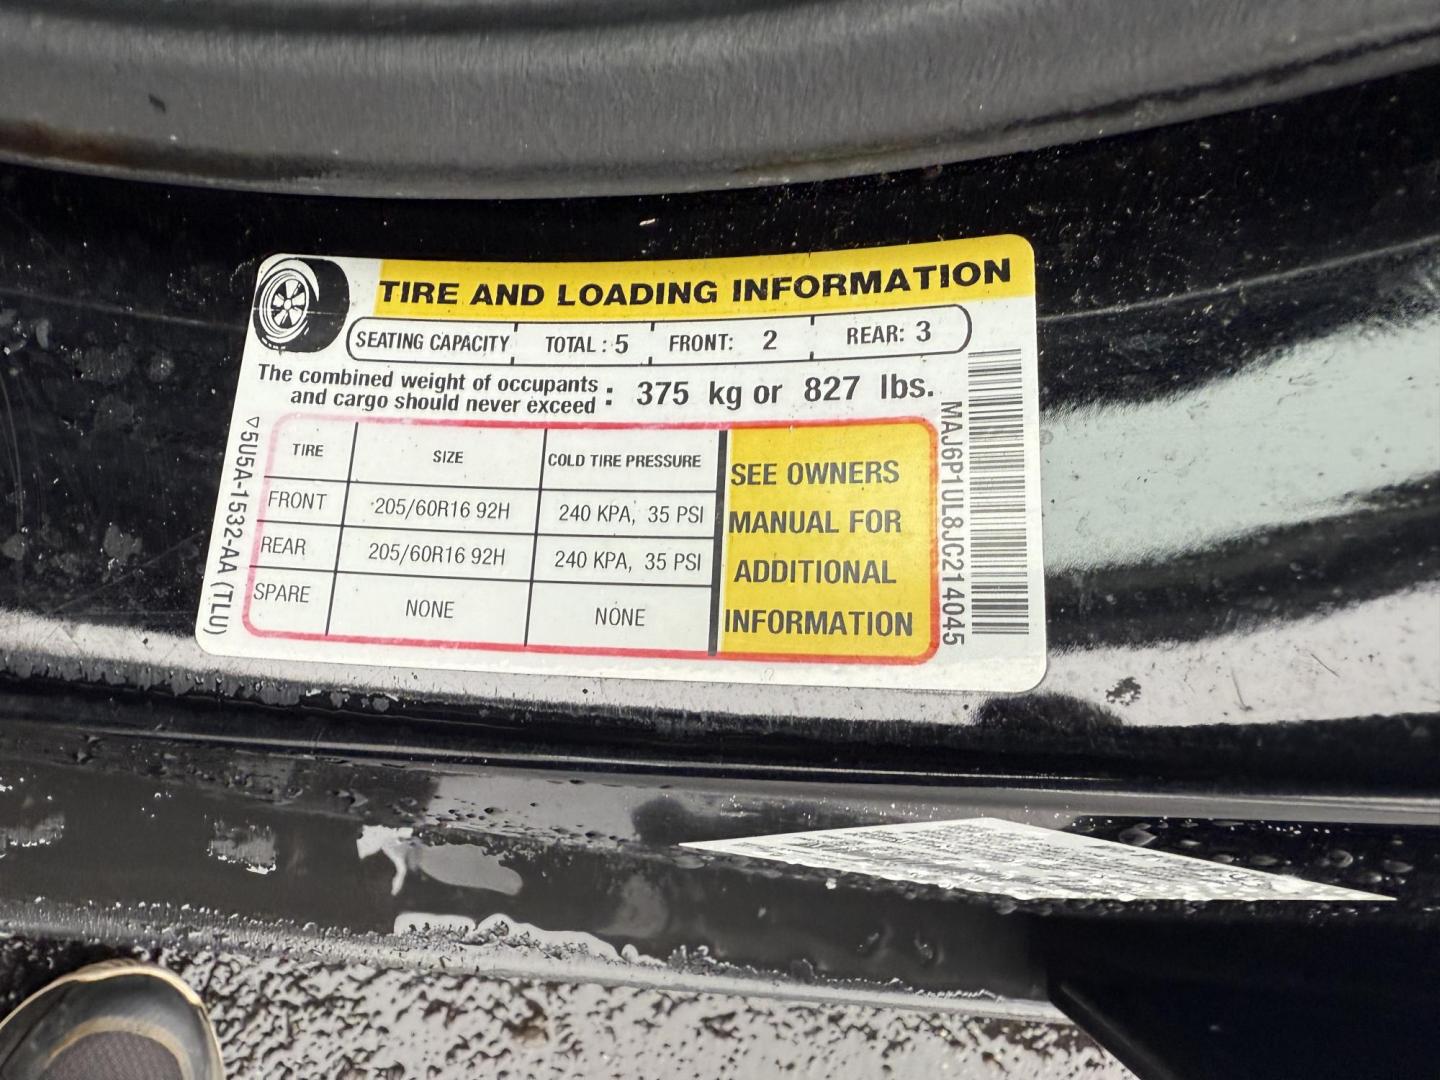 TIRE AND LOADING INFORMATION
SEATING CAPACITY TOTAL : 5 FRONT: 2 REAR: 3
The combined weight of occupants
and cargo should never exceed : 375 kg or 827 lbs.
TIRE SIZE COLD TIRE PRESSURE
FRONT 205/60R16 92H 240 KPA, 35 PSI
REAR 205/60R16 92H 240 KPA, 35 PSI
SPARE NONE NONE
SEE OWNERS
MANUAL FOR
ADDITIONAL
INFORMATION
5U5A-1532-AA (TLU)
MAJ6P1UL8JC214045